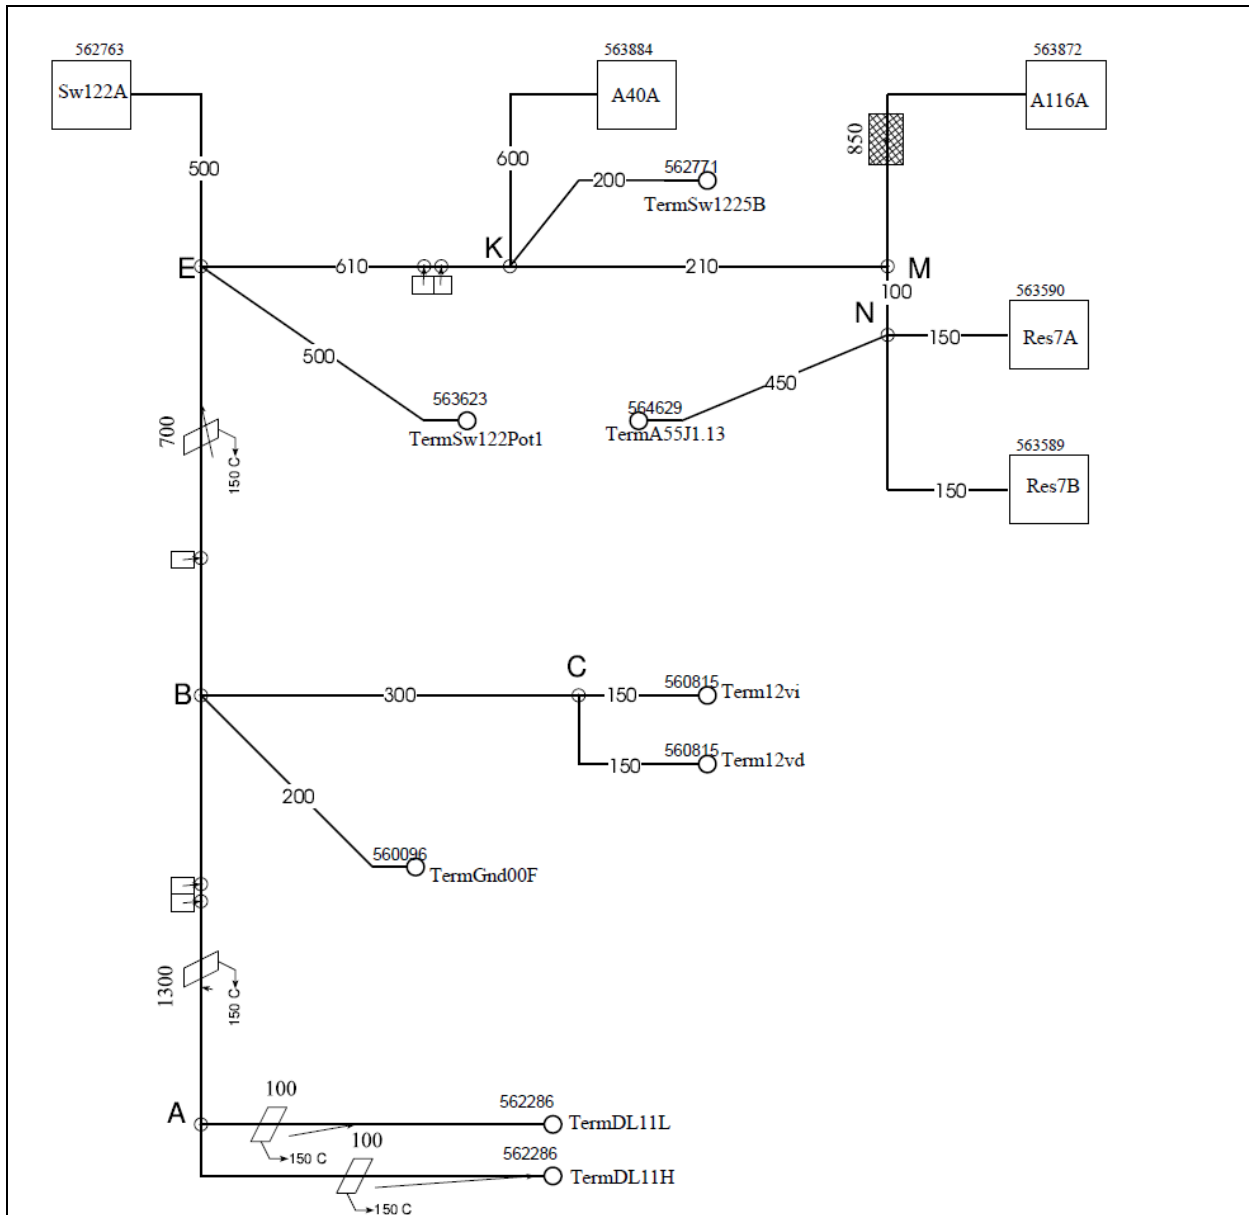 562763
Sw122A
563884
A40A
563872
A116A
850
500
600
200
562771
TermSw1225B
E
610
K
210
M
100
N
563590
150
Res7A
500
450
563623
TermSw122Pot1
564629
TermA55J1.13
700
150 C
563589
150
Res7B
B
300
C
150
560815
Term12vi
150
560815
Term12vd
200
560096
TermGnd00F
1300
150 C
A
100
562286
TermDL11L
150 C
100
562286
TermDL11H
150 C